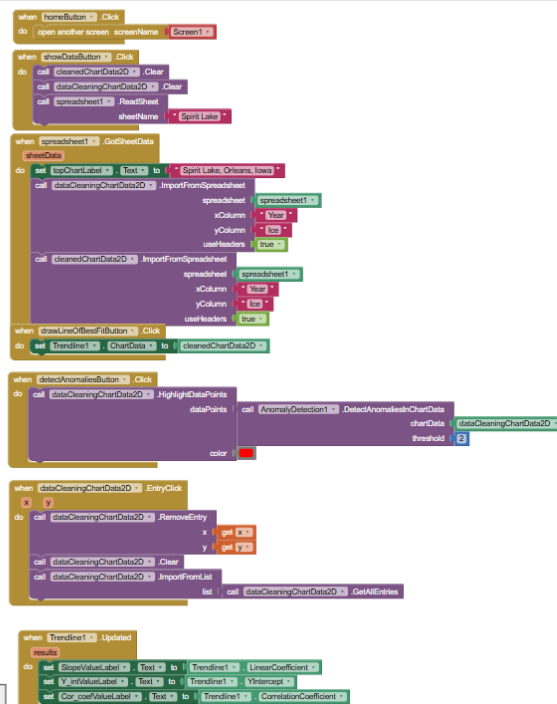 when homeButton .Click
do open another screen screenName " Screen1
when showDataButton .Click
do call cleanedChartData2D .Clear
call dataCleaningChartData2D .Clear
call spreadsheet1 .ReadSheet
sheetName " Spirit Lake "
when spreadsheet1 .GotSheetData
sheetData
do set topChartLabel . Text to " Spirit Lake, Orleans, Iowa "
call dataCleaningChartData2D .ImportFromSpreadsheet
spreadsheet spreadsheet1
xColumn " Year "
yColumn " Ice "
useHeaders true
call cleanedChartData2D .ImportFromSpreadsheet
spreadsheet spreadsheet1
xColumn " Year "
yColumn " Ice "
useHeaders true
when drawLineOfBestFitButton .Click
do set Trendline1 . ChartData to cleanedChartData2D
when detectAnomaliesButton .Click
do call dataCleaningChartData2D .HighlightDataPoints
dataPoints call AnomalyDetection1 .DetectAnomaliesInChartData
chartData dataCleaningChartData2D
threshold 2
color
when dataCleaningChartData2D .EntryClick
x y
do call dataCleaningChartData2D .RemoveEntry
x get x
y get y
call dataCleaningChartData2D .Clear
call dataCleaningChartData2D .ImportFromList
list call dataCleaningChartData2D .GetAllEntries
when Trendline1 .Updated
results
do set SlopeValueLabel . Text to Trendline1 . LinearCoefficient
set Y_intValueLabel . Text to Trendline1 . YIntercept
set Cor_coefValueLabel . Text to Trendline1 . CorrelationCoefficient